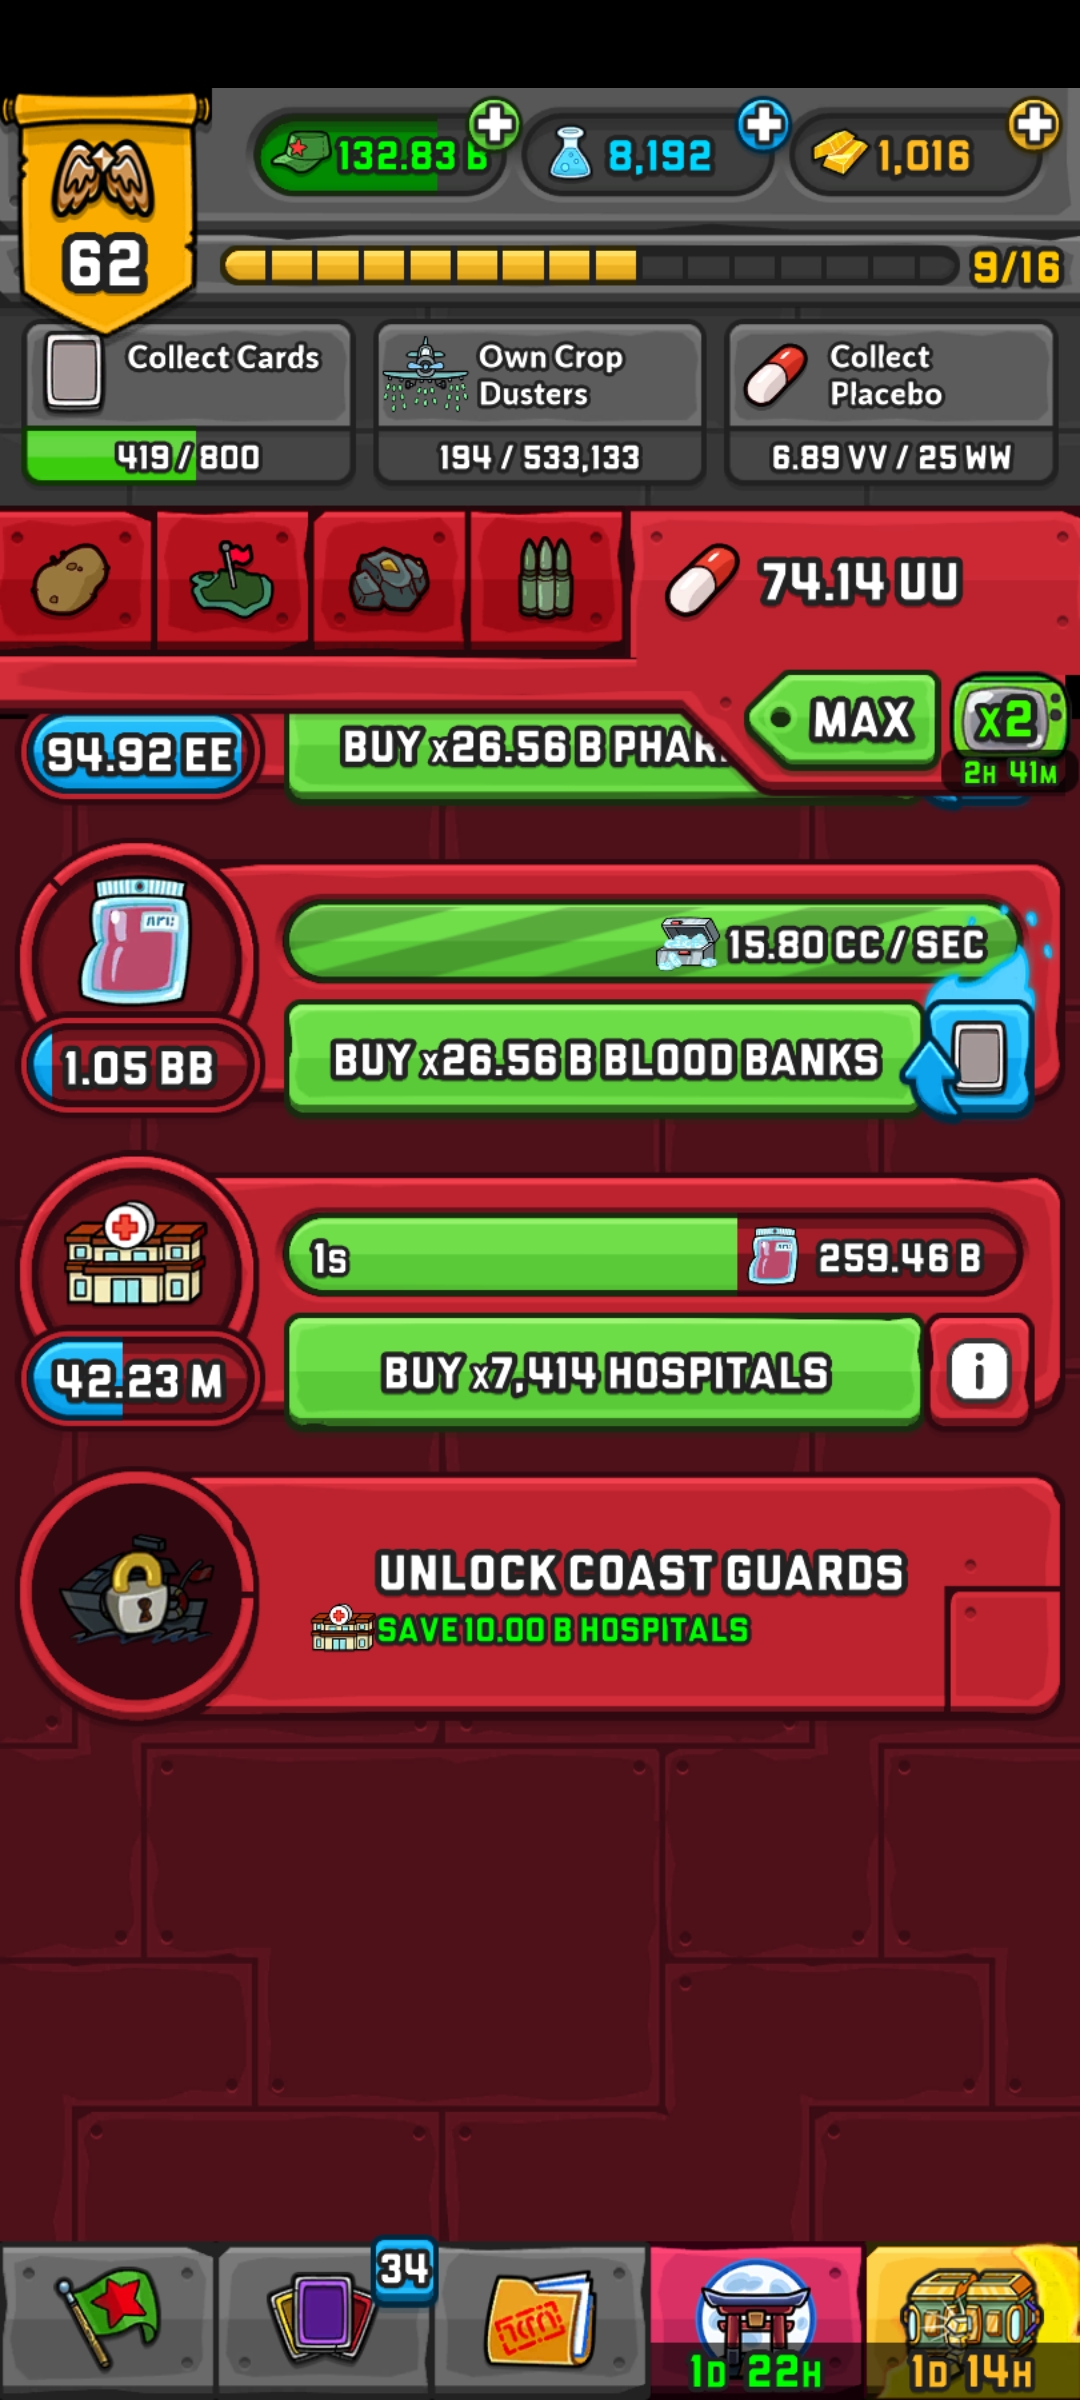 132.83 B
8,192
1,016
62
9/16
Collect Cards
419 / 800
Own Crop
Dusters
194 / 533,133
Collect
Placebo
6.89 VV / 25 WW
74.14 UU
MAX
x2
2H 41M
94.92 EE
BUY x26.56 B PHAR
15.80 CC / SEC
1.05 BB
BUY x26.56 B BLOOD BANKS
1s
259.46 B
42.23 M
BUY x7,414 HOSPITALS
i
UNLOCK COAST GUARDS
SAVE 10.00 B HOSPITALS
34
1D 22H
1D 14H